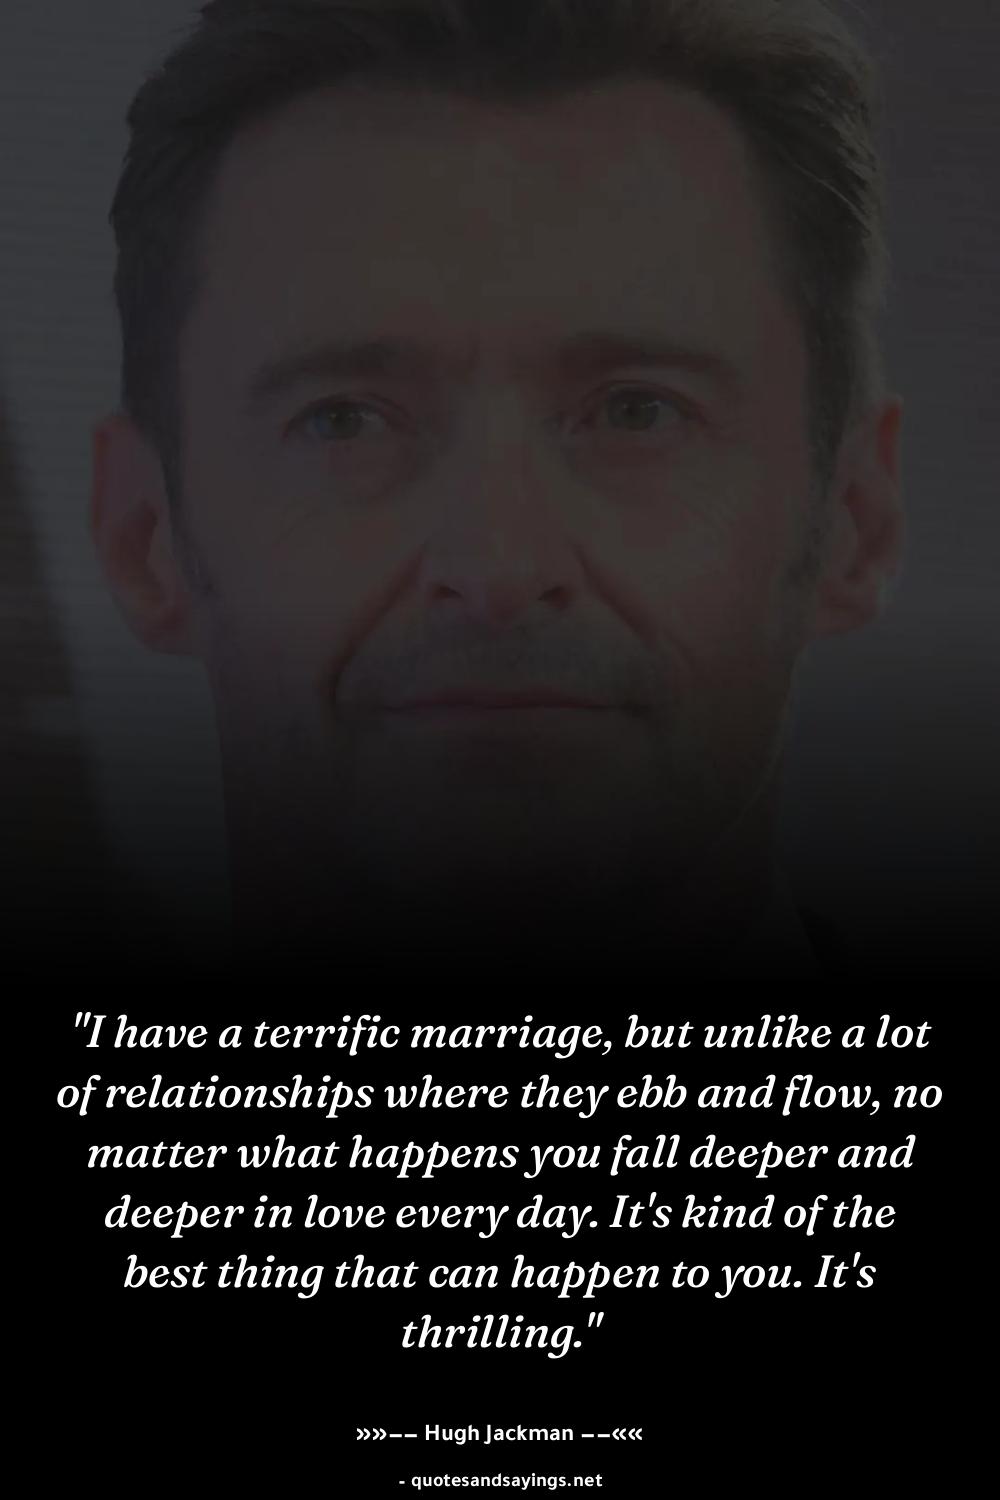 "I have a terrific marriage, but unlike a lot
of relationships where they ebb and flow, no
matter what happens you fall deeper and
deeper in love every day. It's kind of the
best thing that can happen to you. It's
thrilling."
»»−− Hugh Jackman −−««
- quotesandsayings.net